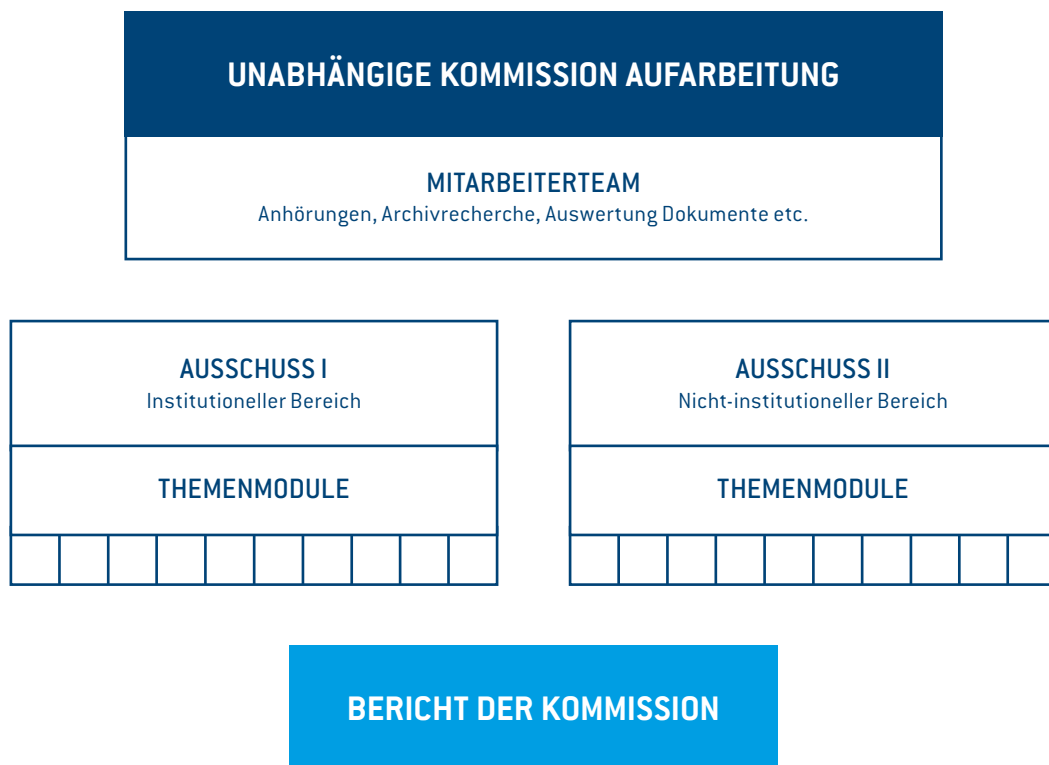 UNABHÄNGIGE KOMMISSION AUFARBEITUNG
MITARBEITERTEAM
Anhörungen, Archivrecherche, Auswertung Dokumente etc.
AUSSCHUSS I
Institutioneller Bereich
THEMENMODULE
AUSSCHUSS II
Nicht-institutioneller Bereich
THEMENMODULE
BERICHT DER KOMMISSION